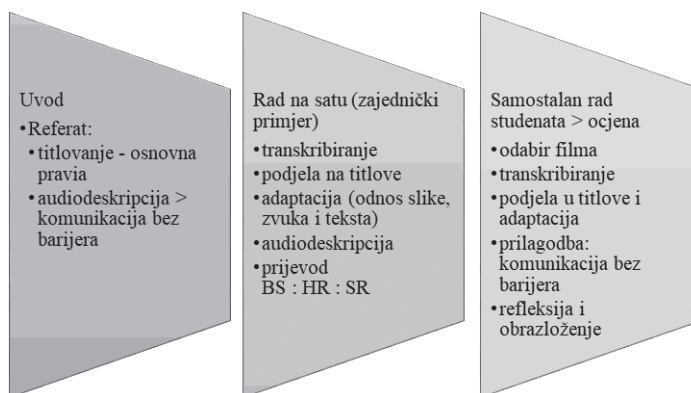 Uvod
•Referat:
•titlovanje - osnovna
pravia
•audiodeskripcija >
komunikacija bez
barijera
Rad na satu (zajednički
primjer)
•transkribiranje
•podjela na titlove
•adaptacija (odnos slike,
zvuka i teksta)
•audiodeskripcija
•prijevod
BS : HR : SR
Samostalan rad
studenata > ocjena
•odabir filma
•transkribiranje
•podjela u titlove i
adaptacija
•prilagodba:
komunikacija bez
barijera
•refleksija i
obrazloženje